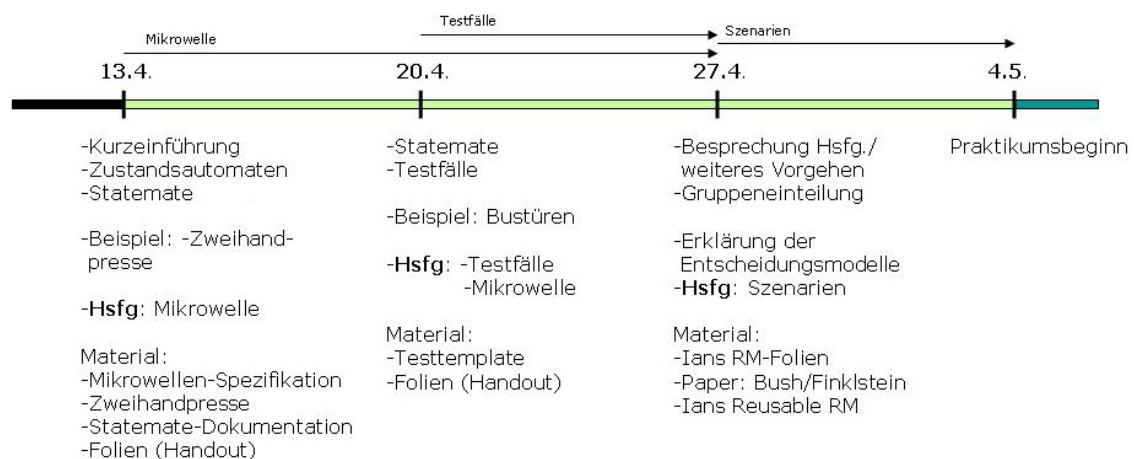 Testfälle
Szenarien
Mikrowelle
13.4.
20.4.
27.4.
4.5.
-Kurzeinführung
-Zustandsautomaten
-Statemate
-Beispiel: -Zweihand-
presse
-Hsfg: Mikrowelle
Material:
-Mikrowellen-Spezifikation
-Zweihandpresse
-Statemate-Dokumentation
-Folien (Handout)
-Statemate
-Testfälle
-Beispiel: Bustüren
-Hsfg: -Testfälle
-Mikrowelle
Material:
-Testtemplate
-Folien (Handout)
-Besprechung Hsfg./
weiteres Vorgehen
-Gruppeneinteilung
-Erklärung der
Entscheidungsmodelle
-Hsfg: Szenarien
Material:
-Ians RM-Folien
-Paper: Bush/Finklstein
-Ians Reusable RM
Praktikumsbeginn